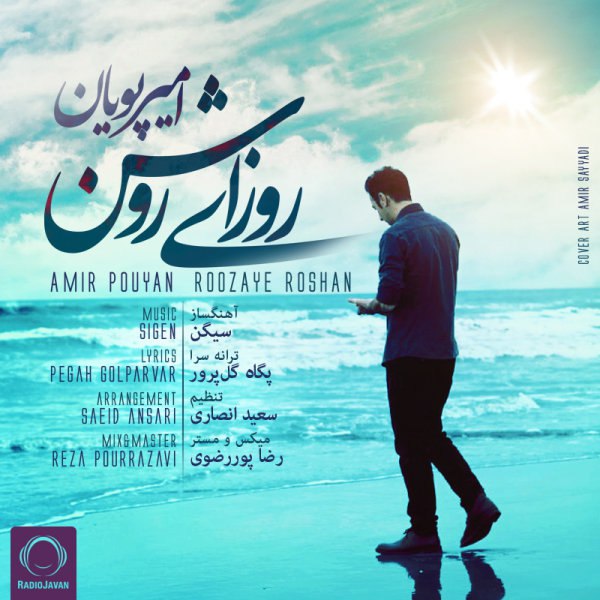 امیر پویان
روزای روشن
AMIR POUYAN ROOZAYE ROSHAN
MUSIC آهنگساز
SIGEN سیگن
LYRICS ترانه سرا
PEGAH GOLPARVAR پگاه گل‌پرور
ARRANGEMENT تنظیم
SAEID ANSARI سعید انصاری
MIX&MASTER میکس و مستر
REZA POURRAZAVI رضا پوررضوی
COVER ART AMIR SAYYADI
RADIOJAVAN